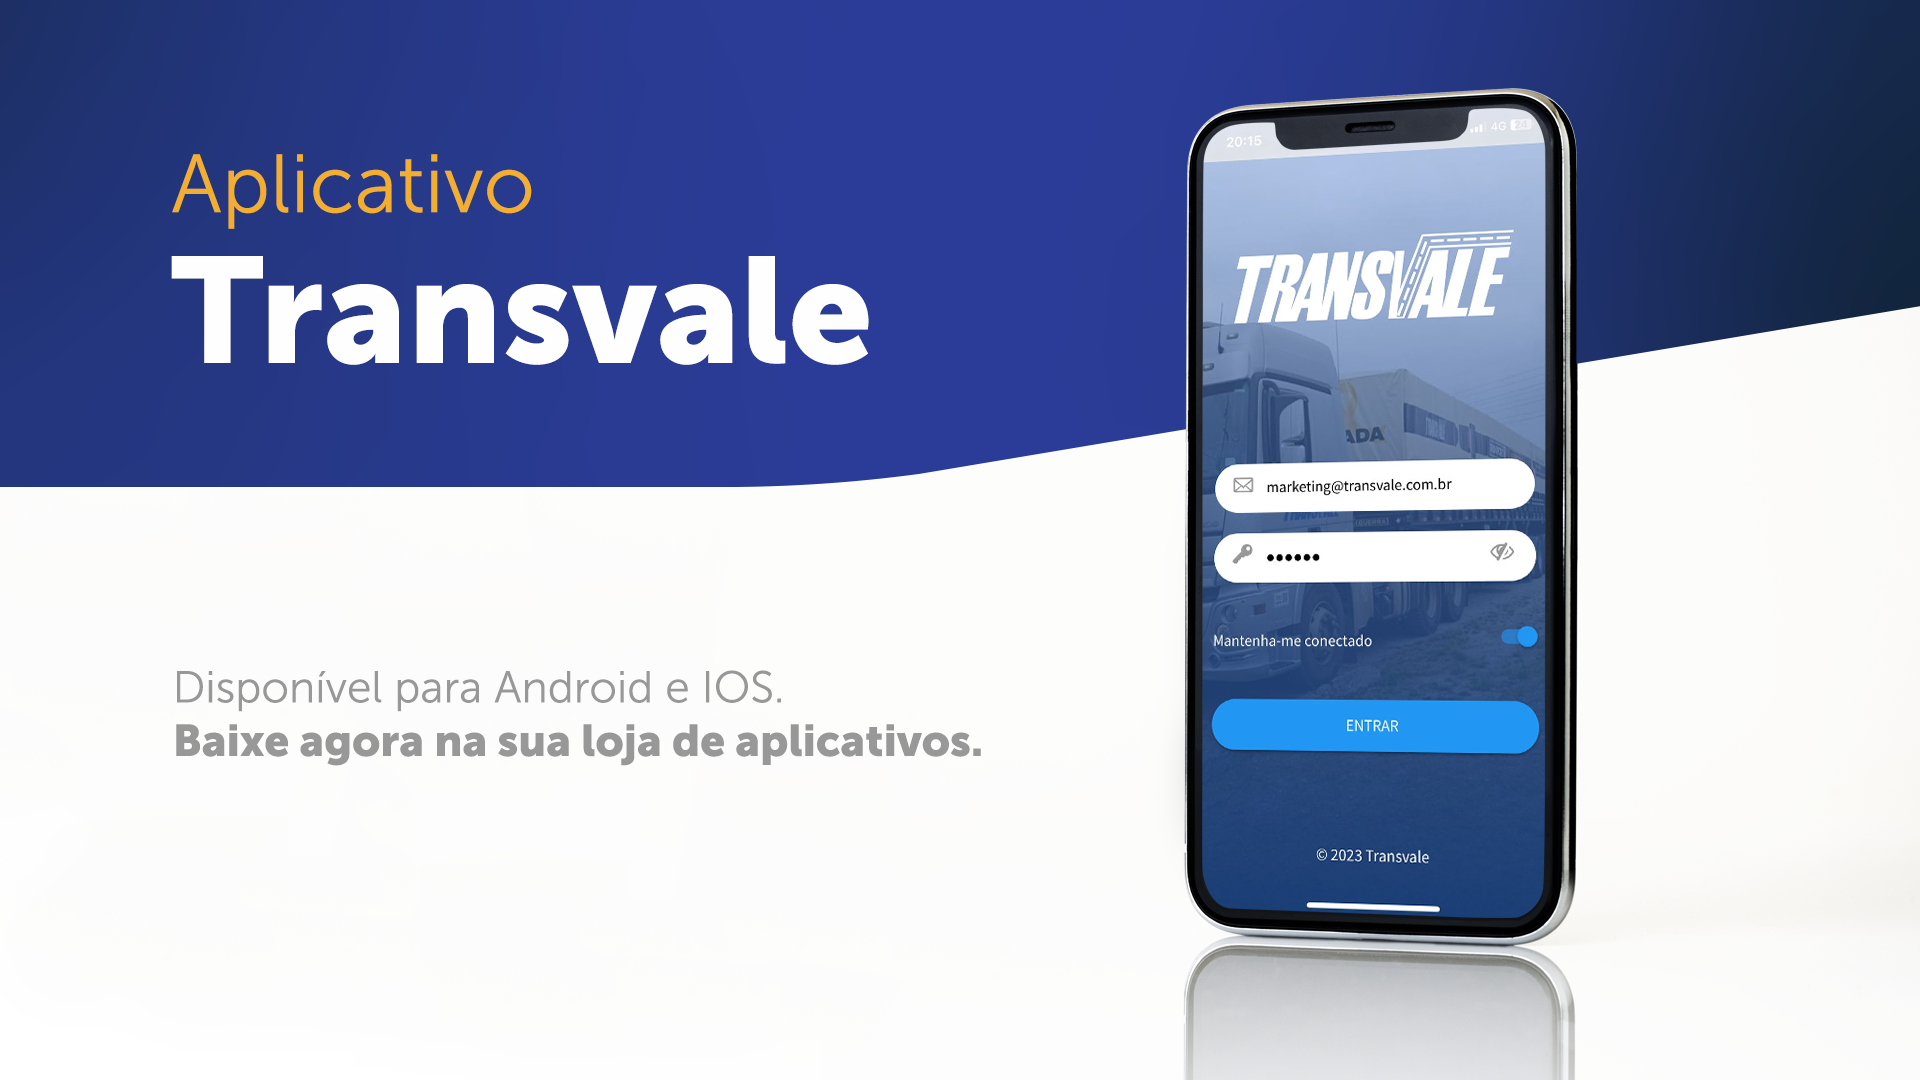 Aplicativo
Transvale
Disponível para Android e IOS.
Baixe agora na sua loja de aplicativos.
20:15
4G
TRANSVALE
ADA
marketing@transvale.com.br
••••••
Mantenha-me conectado
ENTRAR
© 2023 Transvale